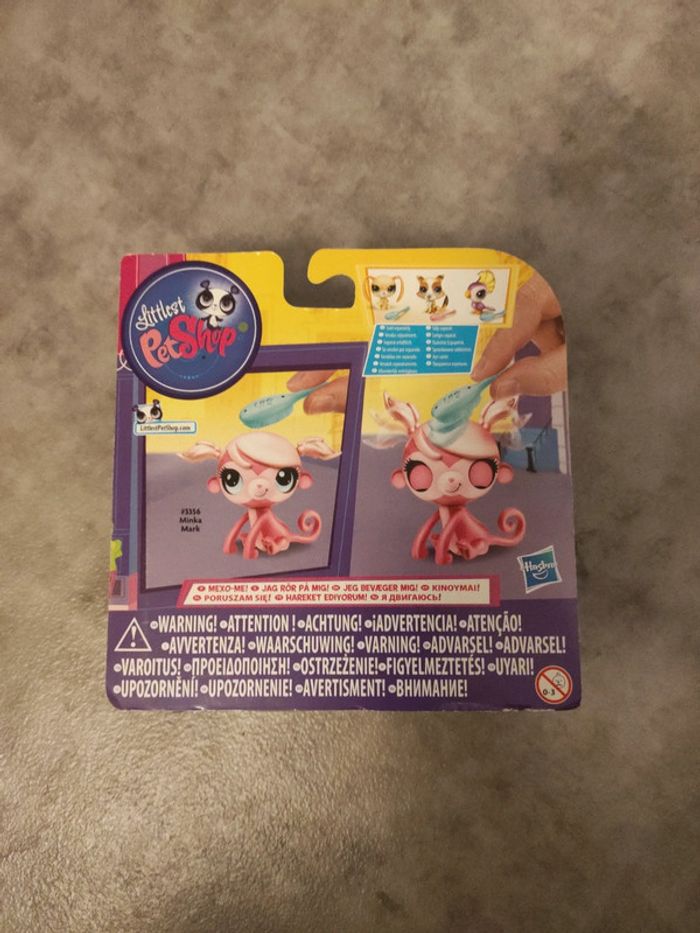 Littlest
PetShop
LittlestPetShop.com
#3356
Minka
Mark
Hasbro
MEXO-ME! JAG RÖR PÅ MIG! JEG BEVÆGER MIG! ΚΙΝΟΥΜΑΙ!
PORUSZAM SIĘ! HAREKET EDIYORUM! Я ДВИГАЮСЬ!
WARNING! ATTENTION ! ACHTUNG! ¡ADVERTENCIA! ATENÇÃO!
AVVERTENZA! WAARSCHUWING! VARNING! ADVARSEL! ADVARSEL!
VAROITUS! ΠΡΟΕΙΔΟΠΟΙΗΣΗ! OSTRZEŻENIE! FIGYELMEZTETÉS! UYARI!
UPOZORNĚNÍ! UPOZORNENIE! AVERTISMENT! ВНИМАНИЕ!
0-3